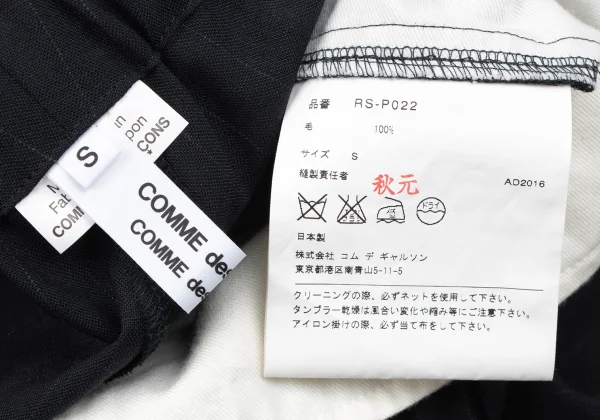 in
pon
CONS
S
COMME des
COMME des
COMM
品番 RS-P022
毛 100%
サイズ S
縫製責任者 秋元 AD2016
ドライ
日本製
株式会社 コム デ ギャルソン
東京都港区南青山5-11-5
クリーニングの際、必ずネットを使用して下さい。
タンブラー乾燥は風合い変化や縮み等にご注意下さい。
アイロン掛けの際、必ず当て布をして下さい。